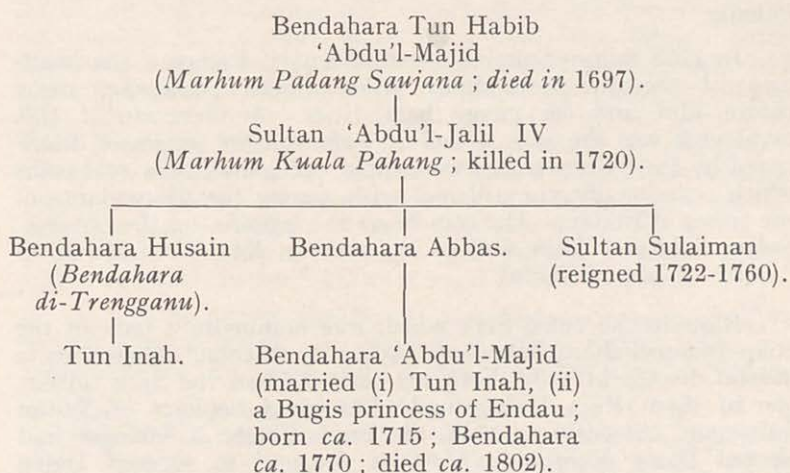 Bendahara Tun Habib
‘Abdu’l-Majid
(Marhum Padang Saujana ; died in 1697).
Sultan ‘Abdu’l-Jalil IV
(Marhum Kuala Pahang ; killed in 1720).
Bendahara Husain
(Bendahara
di-Trengganu).
Tun Inah.
Bendahara Abbas.
Bendahara ‘Abdu’l-Majid
(married (i) Tun Inah, (ii)
a Bugis princess of Endau ;
born ca. 1715 ; Bendahara
ca. 1770 ; died ca. 1802).
Sultan Sulaiman
(reigned 1722-1760).